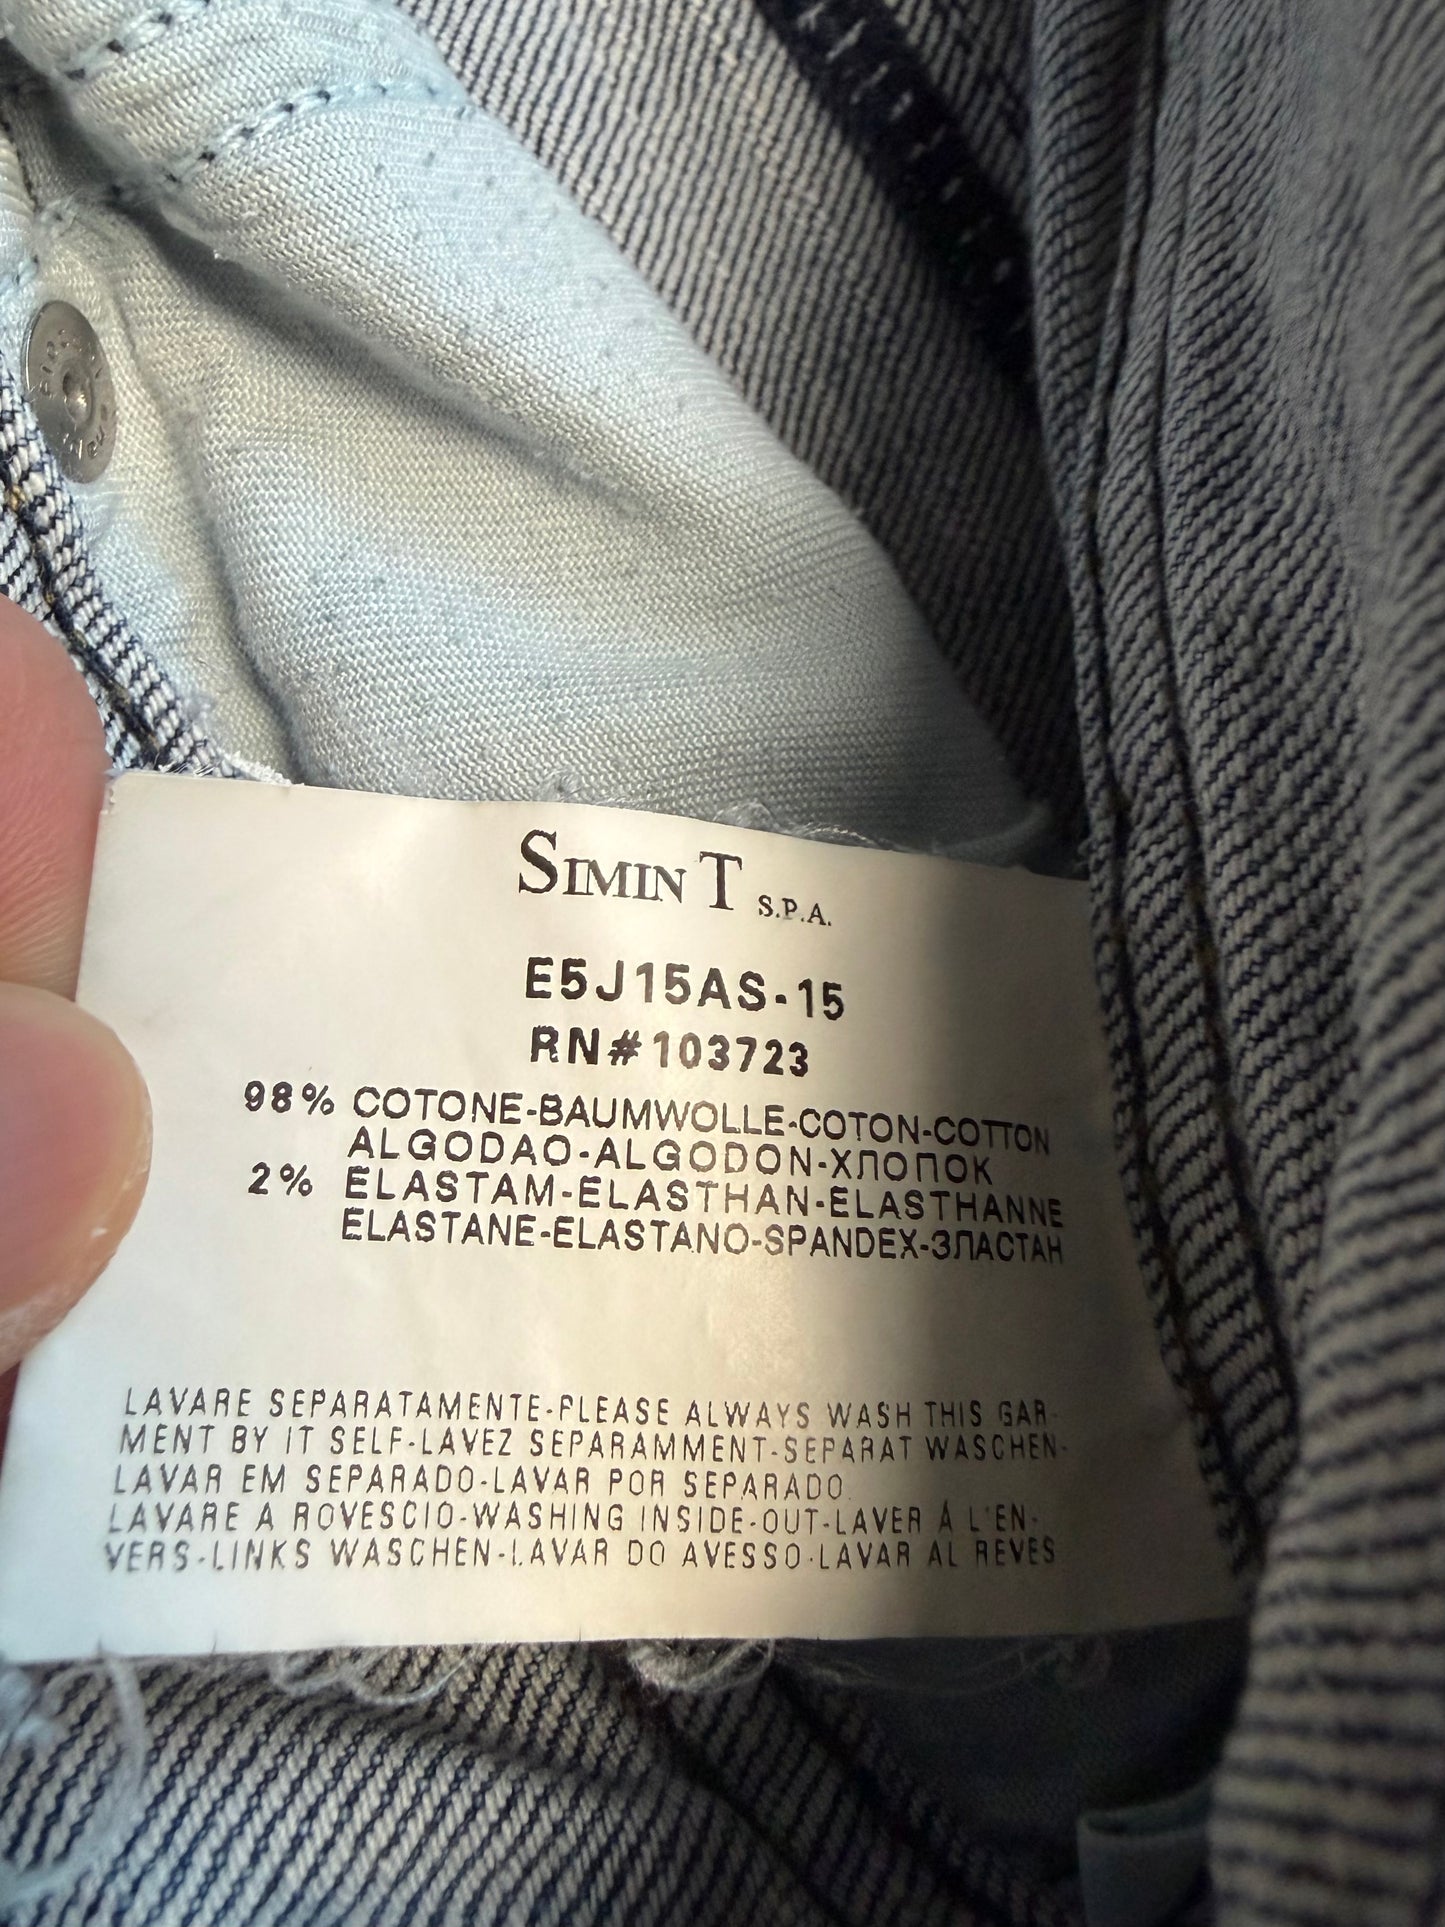 SIMIN T S.P.A.
E5J15AS-15
RN#103723
98% COTONE-BAUMWOLLE-COTON-COTTON
ALGODAO-ALGODON-ХЛОПОК
2% ELASTAM-ELASTHAN-ELASTHANNE
ELASTANE-ELASTANO-SPANDEX-ЗЛАСТАН
LAVARE SEPARATAMENTE-PLEASE ALWAYS WASH THIS GAR-
MENT BY IT SELF-LAVEZ SEPARAMMENT-SEPARAT WASCHEN-
LAVAR EM SEPARADO-LAVAR POR SEPARADO.
LAVARE A ROVESCIO-WASHING INSIDE-OUT-LAVER À L'EN-
VERS-LINKS WASCHEN-LAVAR DO AVESSO-LAVAR AL REVES